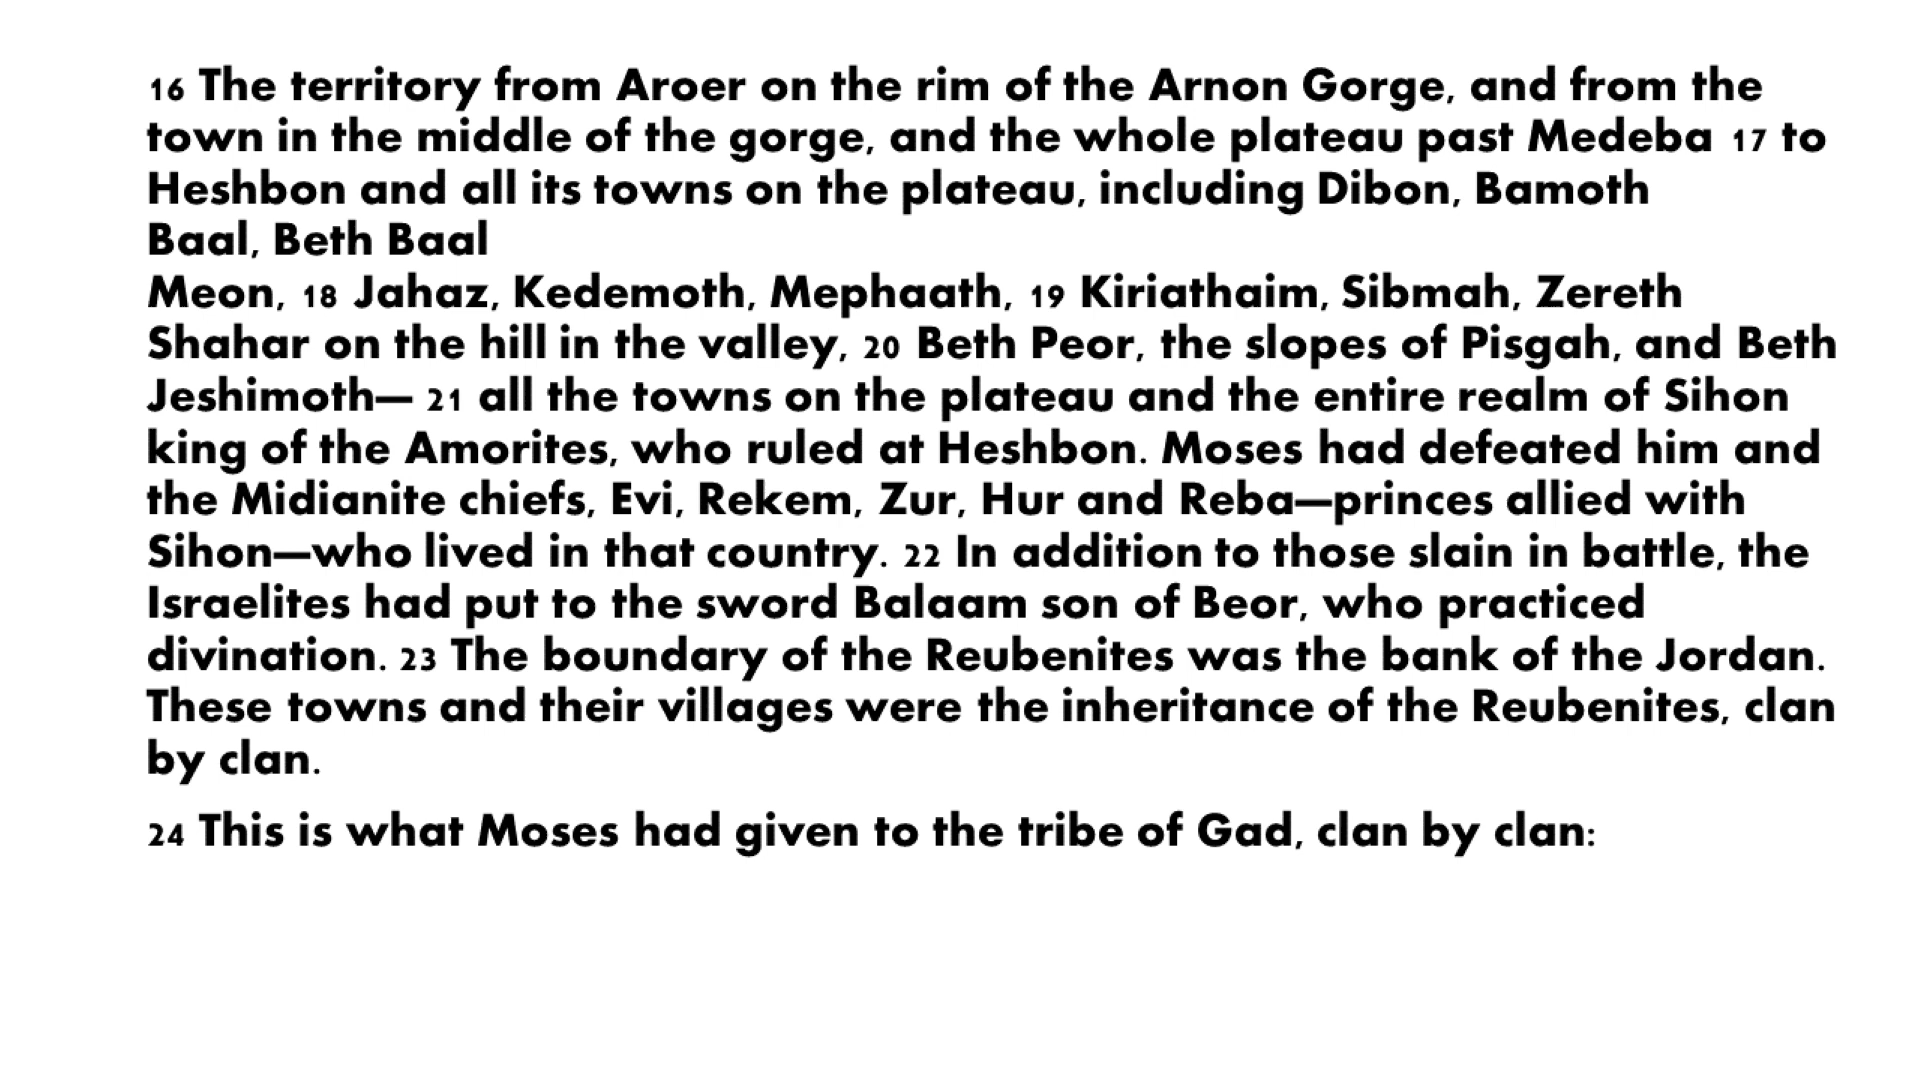 16 The territory from Aroer on the rim of the Arnon Gorge, and from the
town in the middle of the gorge, and the whole plateau past Medeba 17 to
Heshbon and all its towns on the plateau, including Dibon, Bamoth
Baal, Beth Baal
Meon, 18 Jahaz, Kedemoth, Mephaath, 19 Kiriathaim, Sibmah, Zereth
Shahar on the hill in the valley, 20 Beth Peor, the slopes of Pisgah, and Beth
Jeshimoth— 21 all the towns on the plateau and the entire realm of Sihon
king of the Amorites, who ruled at Heshbon. Moses had defeated him and
the Midianite chiefs, Evi, Rekem, Zur, Hur and Reba—princes allied with
Sihon—who lived in that country. 22 In addition to those slain in battle, the
Israelites had put to the sword Balaam son of Beor, who practiced
divination. 23 The boundary of the Reubenites was the bank of the Jordan.
These towns and their villages were the inheritance of the Reubenites, clan
by clan.
24 This is what Moses had given to the tribe of Gad, clan by clan: